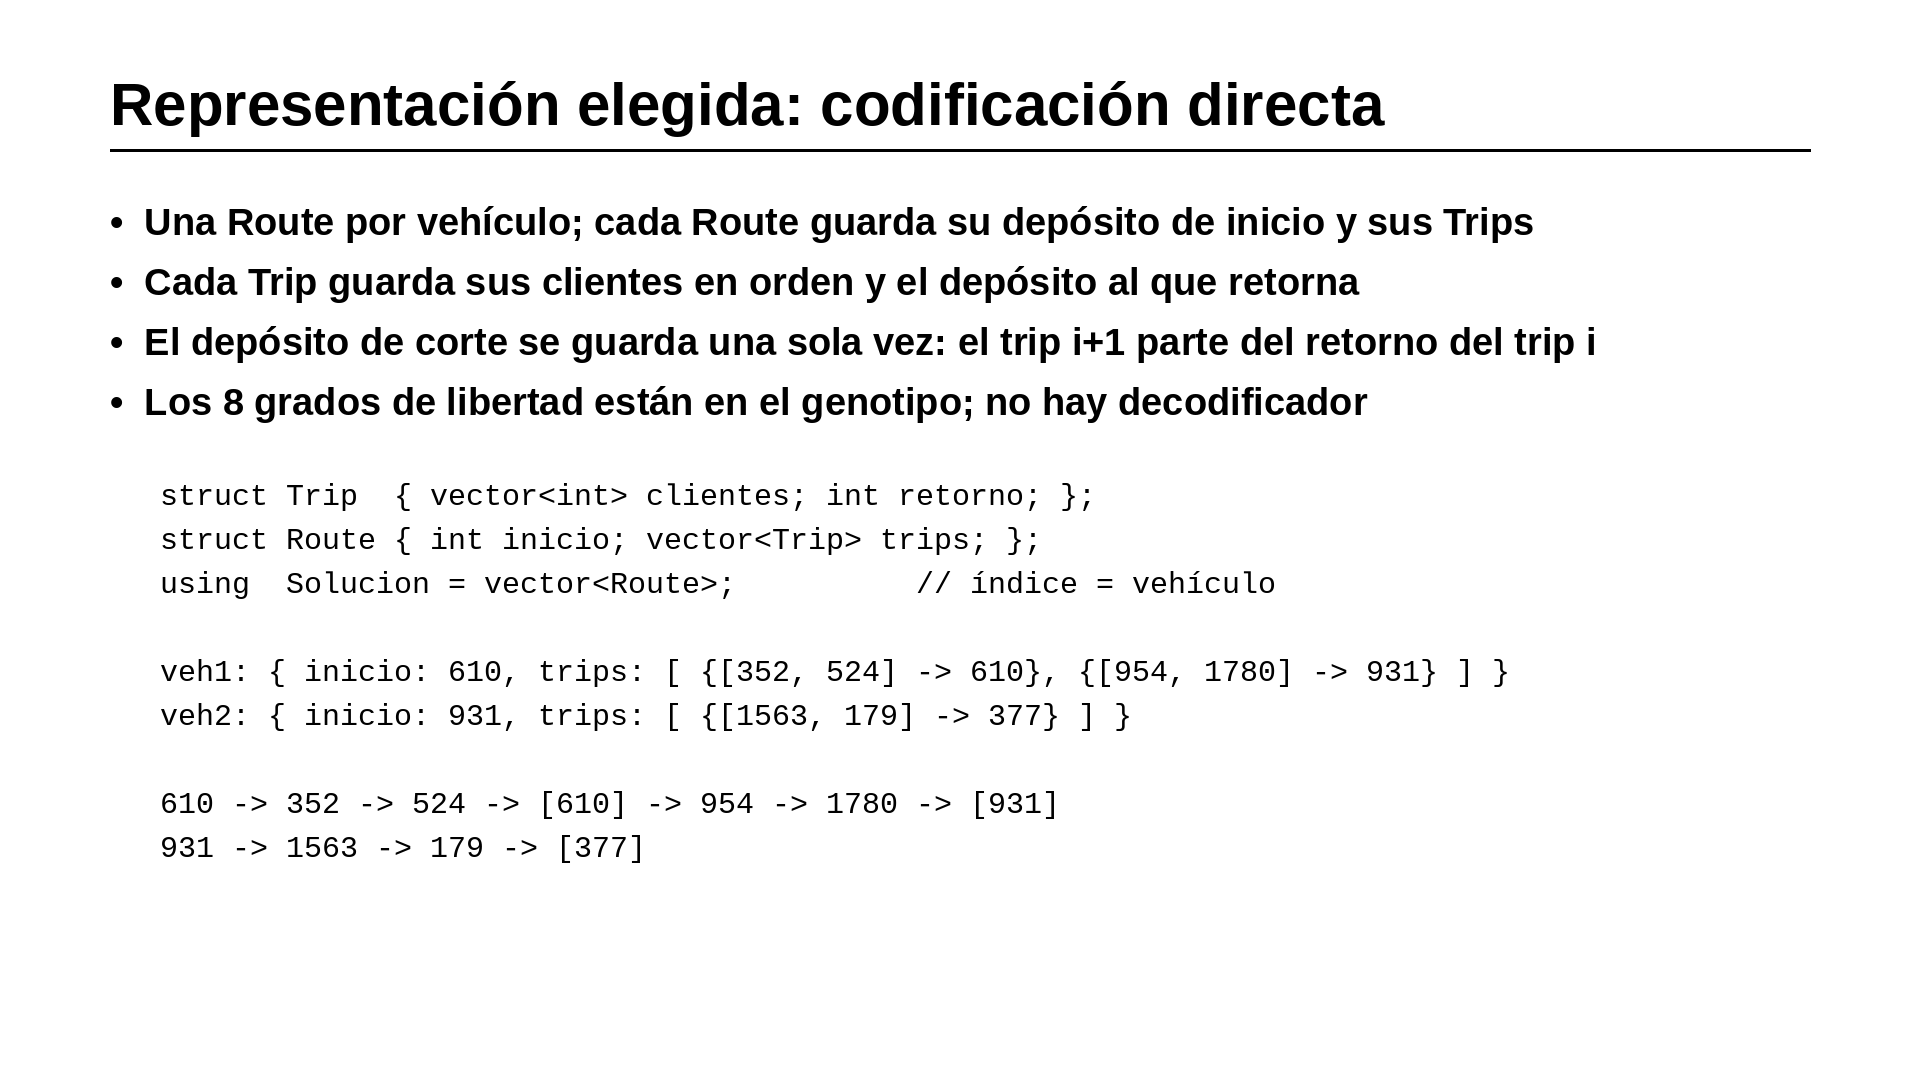 Representación elegida: codificación directa
• Una Route por vehículo; cada Route guarda su depósito de inicio y sus Trips
• Cada Trip guarda sus clientes en orden y el depósito al que retorna
• El depósito de corte se guarda una sola vez: el trip i+1 parte del retorno del trip i
• Los 8 grados de libertad están en el genotipo; no hay decodificador
struct Trip  { vector<int> clientes; int retorno; };
struct Route { int inicio; vector<Trip> trips; };
using  Solucion = vector<Route>;          // índice = vehículo
veh1: { inicio: 610, trips: [ {[352, 524] -> 610}, {[954, 1780] -> 931} ] }
veh2: { inicio: 931, trips: [ {[1563, 179] -> 377} ] }
610 -> 352 -> 524 -> [610] -> 954 -> 1780 -> [931]
931 -> 1563 -> 179 -> [377]